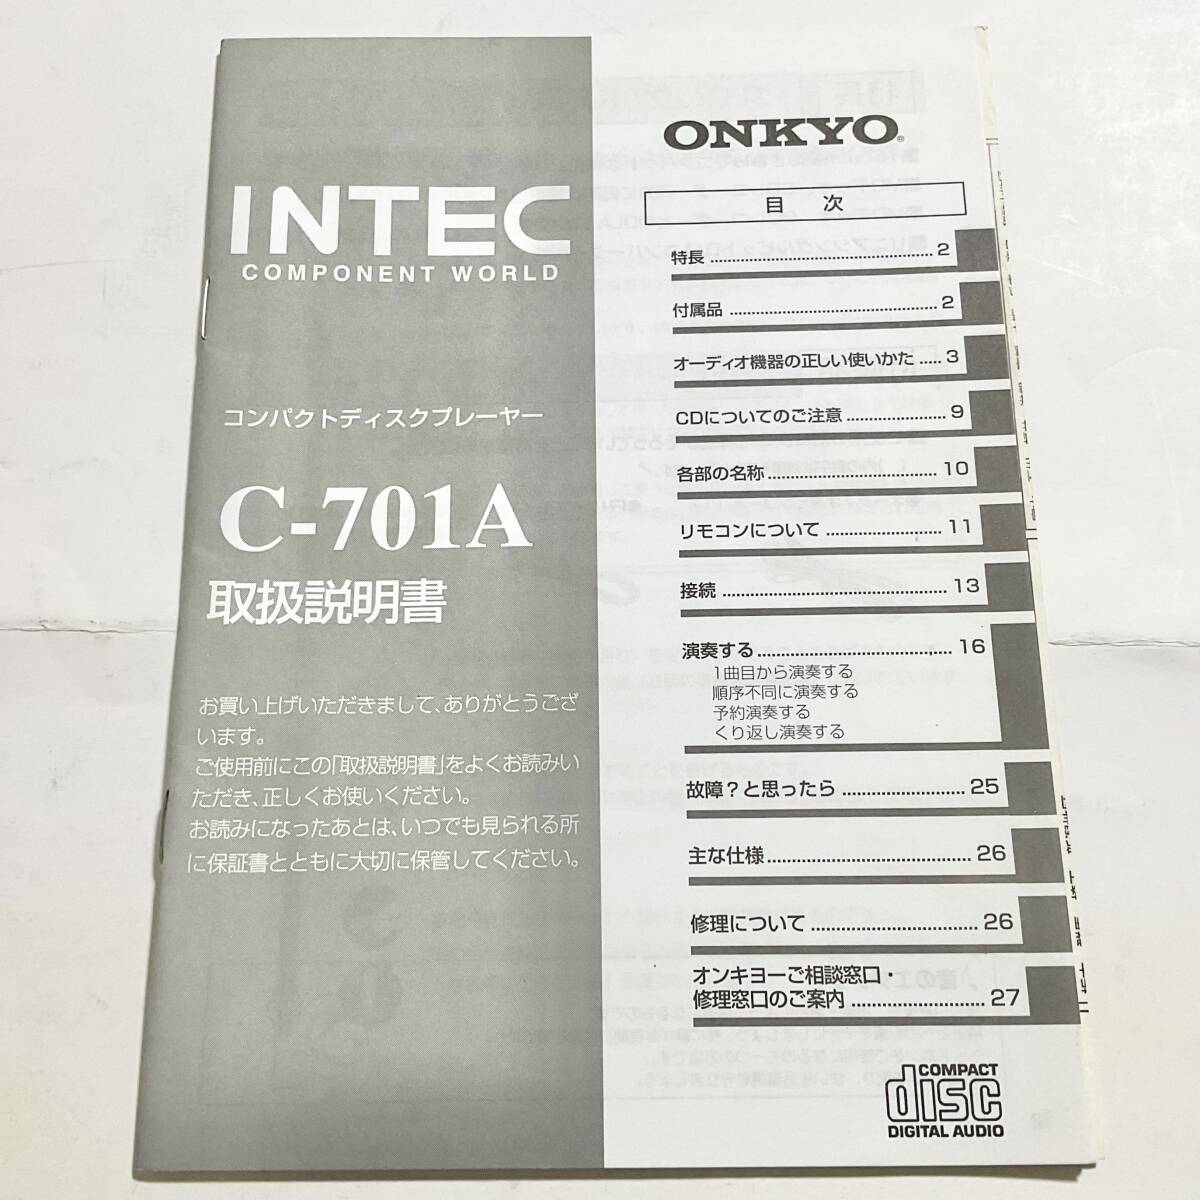 INTEC
COMPONENT WORLD
コンパクトディスクプレーヤー
C-701A
取扱説明書
お買い上げいただきまして、ありがとうござ
います。
ご使用前にこの「取扱説明書」をよくお読みい
ただき、正しくお使いください。
お読みになったあとは、いつでも見られる所
に保証書とともに大切に保管してください。
ONKYO®
目 次
特長 .................................................. 2
付属品 ................................................ 2
オーディオ機器の正しい使いかた ..... 3
CDについてのご注意 ....................... 9
各部の名称 ....................................... 10
リモコンについて ........................... 11
接続 .................................................... 13
演奏する ............................................. 16
1曲目から演奏する
順序不同に演奏する
予約演奏する
くり返し演奏する
故障？と思ったら ............................ 25
主な仕様 ............................................... 26
修理について ...................................... 26
オンキヨーご相談窓口・
修理窓口のご案内 ............................... 27
COMPACT
disc
DIGITAL AUDIO